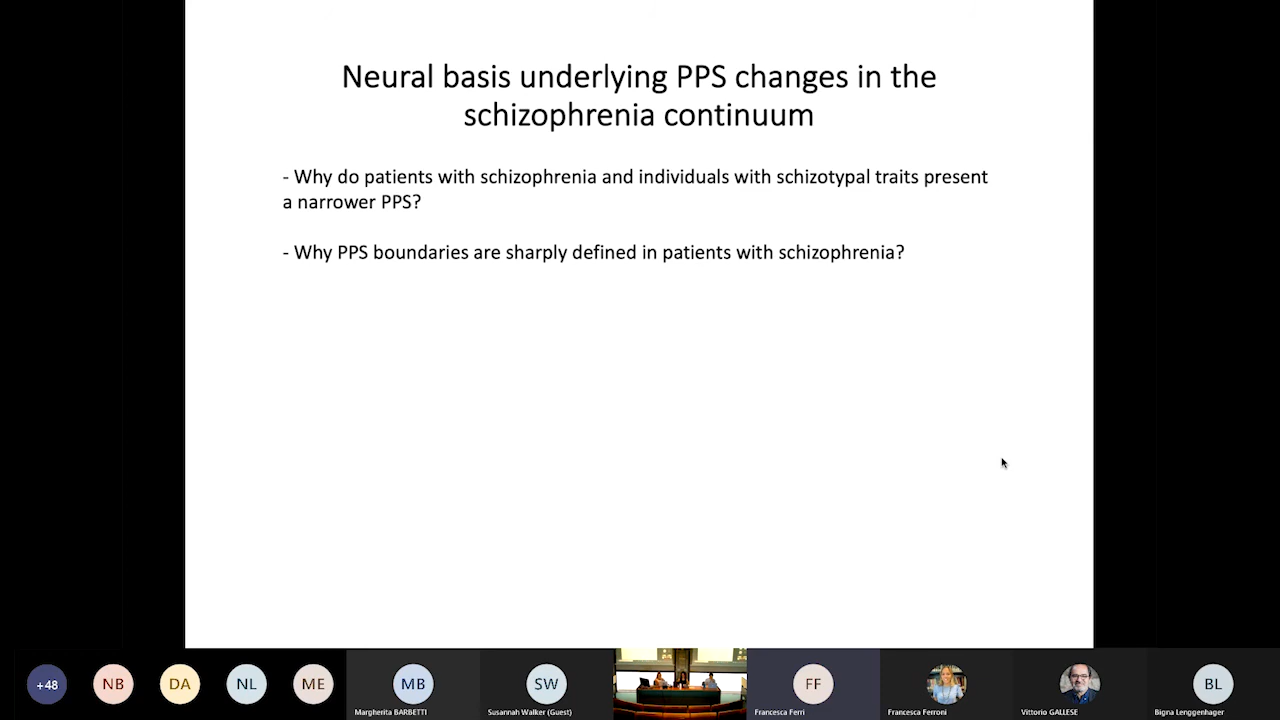 Neural basis underlying PPS changes in the
schizophrenia continuum
- Why do patients with schizophrenia and individuals with schizotypal traits present
a narrower PPS?
- Why PPS boundaries are sharply defined in patients with schizophrenia?
+48
NB
DA
NL
ME
MB
SW
FF
BL
Margherita BARBETTI
Susannah Walker (Guest)
Francesca Ferri
Francesca Ferroni
Vittorio GALLESE
Bigna Lenggenhager